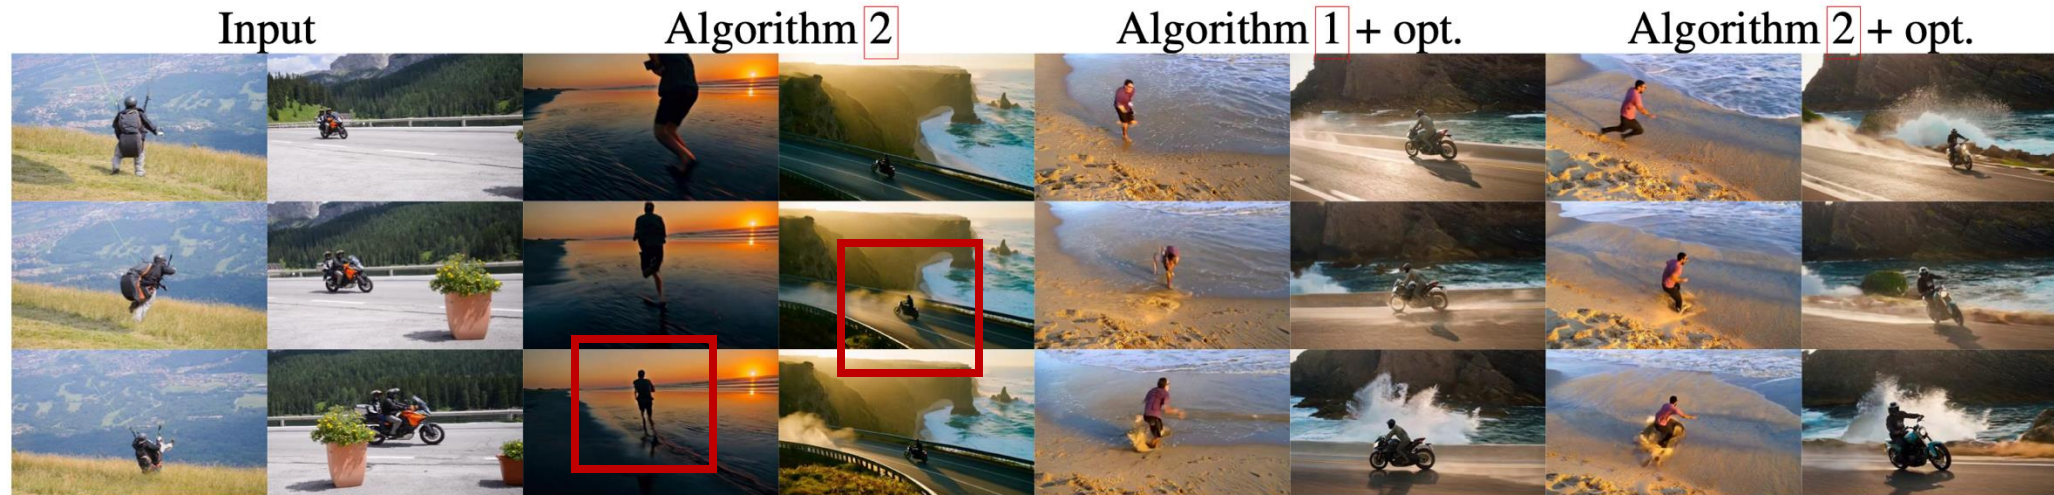 Input
Algorithm 2
Algorithm 1 + opt.
Algorithm 2 + opt.